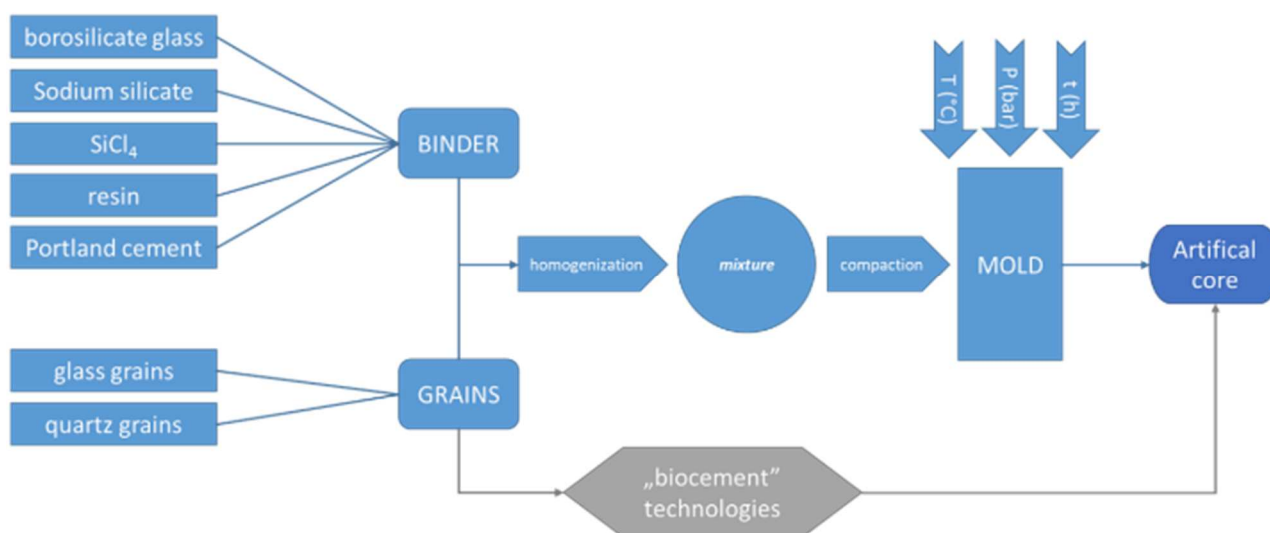 borosilicate glass
Sodium silicate
SiCl₄
resin
Portland cement
BINDER
glass grains
quartz grains
GRAINS
homogenization
mixture
compaction
T (°C)
P (bar)
t (h)
MOLD
Artifical
core
„biocement”
technologies